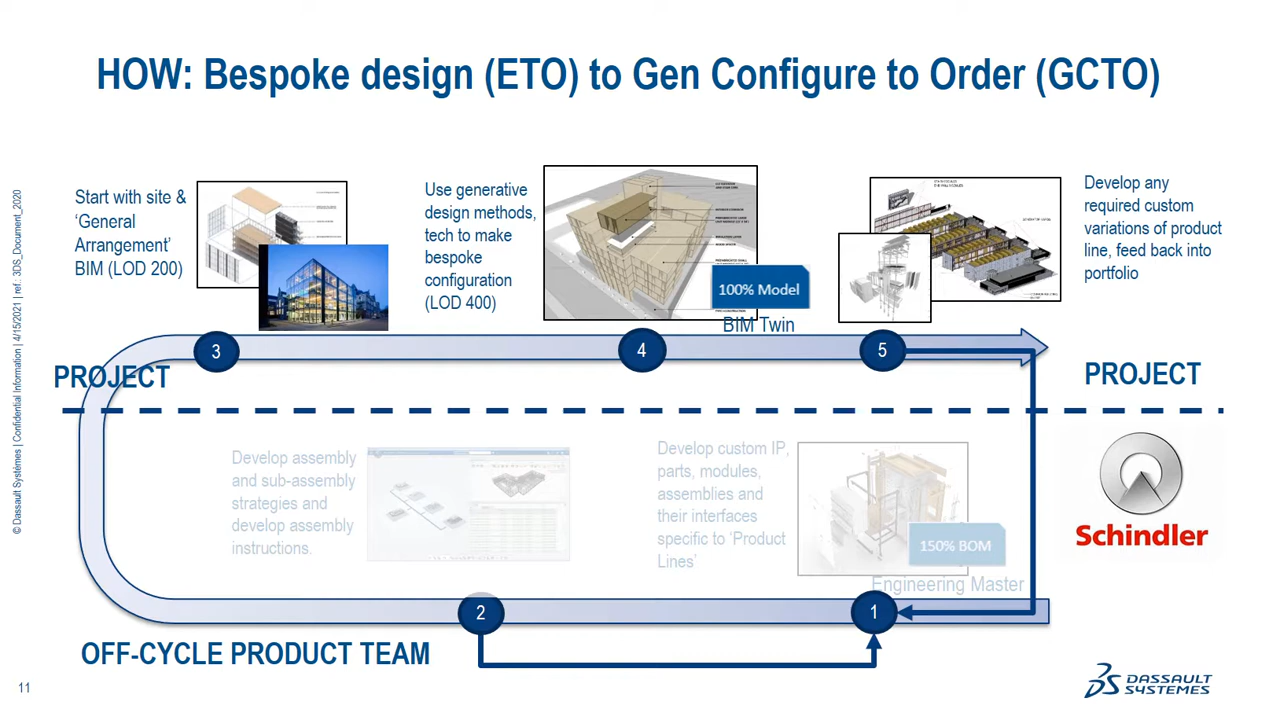 HOW: Bespoke design (ETO) to Gen Configure to Order (GCTO)
Start with site &
‘General
Arrangement’
BIM (LOD 200)
Use generative
design methods,
tech to make
bespoke
configuration
(LOD 400)
100% Model
BIM Twin
Develop any
required custom
variations of product
line, feed back into
portfolio
3
4
5
PROJECT
PROJECT
Develop assembly
and sub-assembly
strategies and
develop assembly
instructions.
Develop custom IP,
parts, modules,
assemblies and
their interfaces
specific to ‘Product
Lines’
150% BOM
Engineering Master
Schindler
2
1
OFF-CYCLE PRODUCT TEAM
DASSAULT
SYSTEMES
11
© Dassault Systèmes | Confidential Information | 4/15/2021 | ref.: 3DS_Document_2020